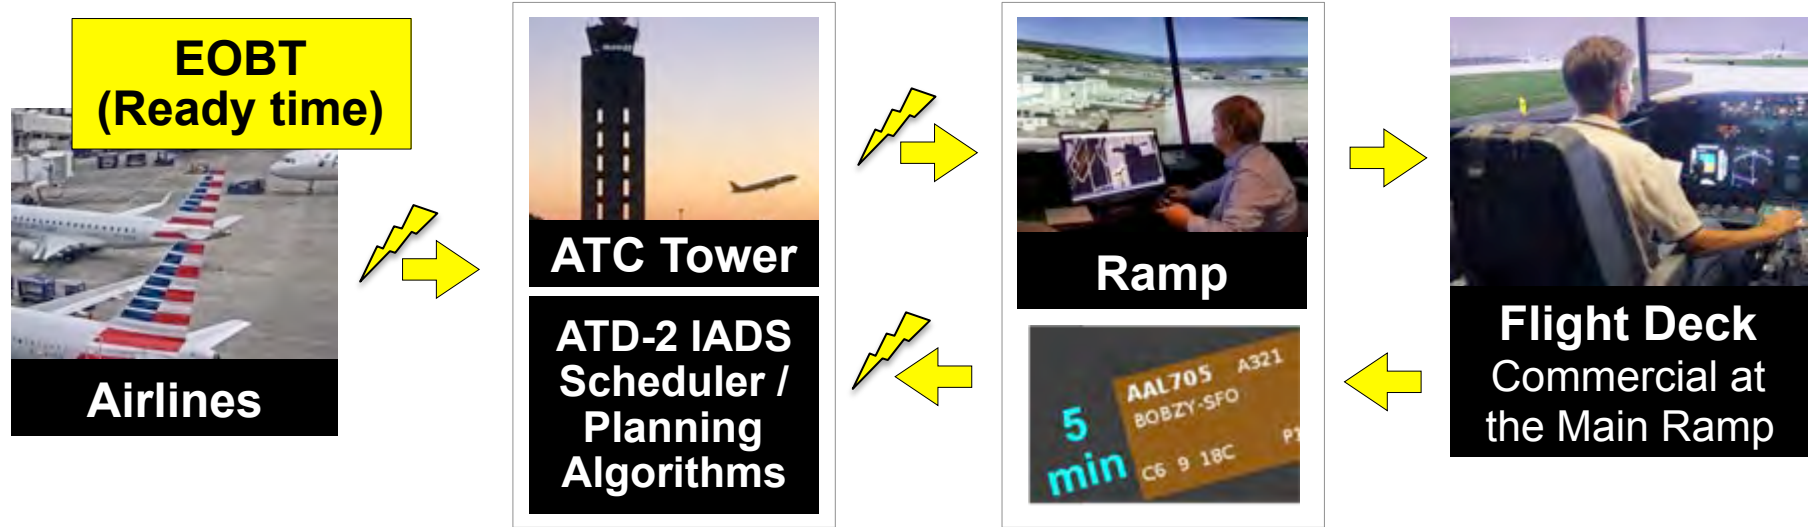 EOBT
(Ready time)
Airlines
ATC Tower
ATD-2 IADS
Scheduler /
Planning
Algorithms
Ramp
5
min
AAL705 A321
BOBZY-SFO
C6 9 18C
Flight Deck
Commercial at
the Main Ramp